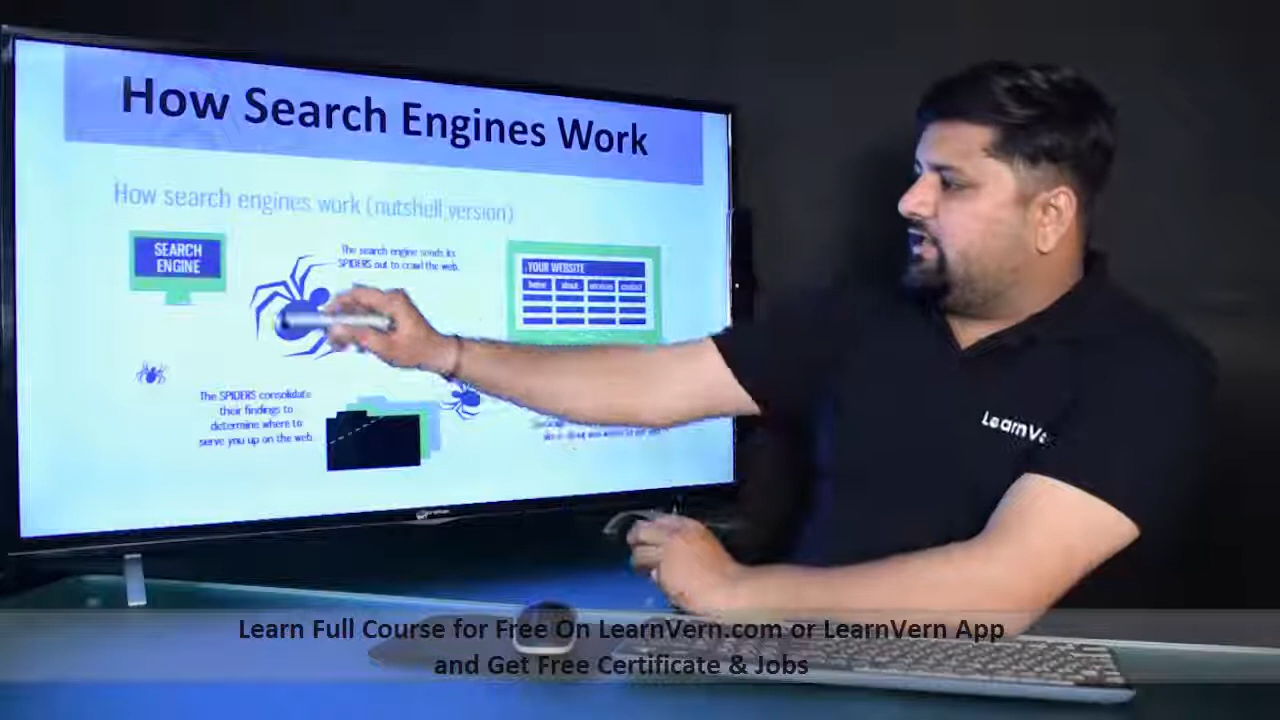 How Search Engines Work
How search engines work (nutshell version)
SEARCH
ENGINE
The search engine sends its
SPIDERS out to crawl the web.
YOUR WEBSITE
home about services contact
The SPIDERS consolidate
their findings to
determine where to
serve you up on the web.
LearnVe
Learn Full Course for Free On LearnVern.com or LearnVern App
and Get Free Certificate & Jobs